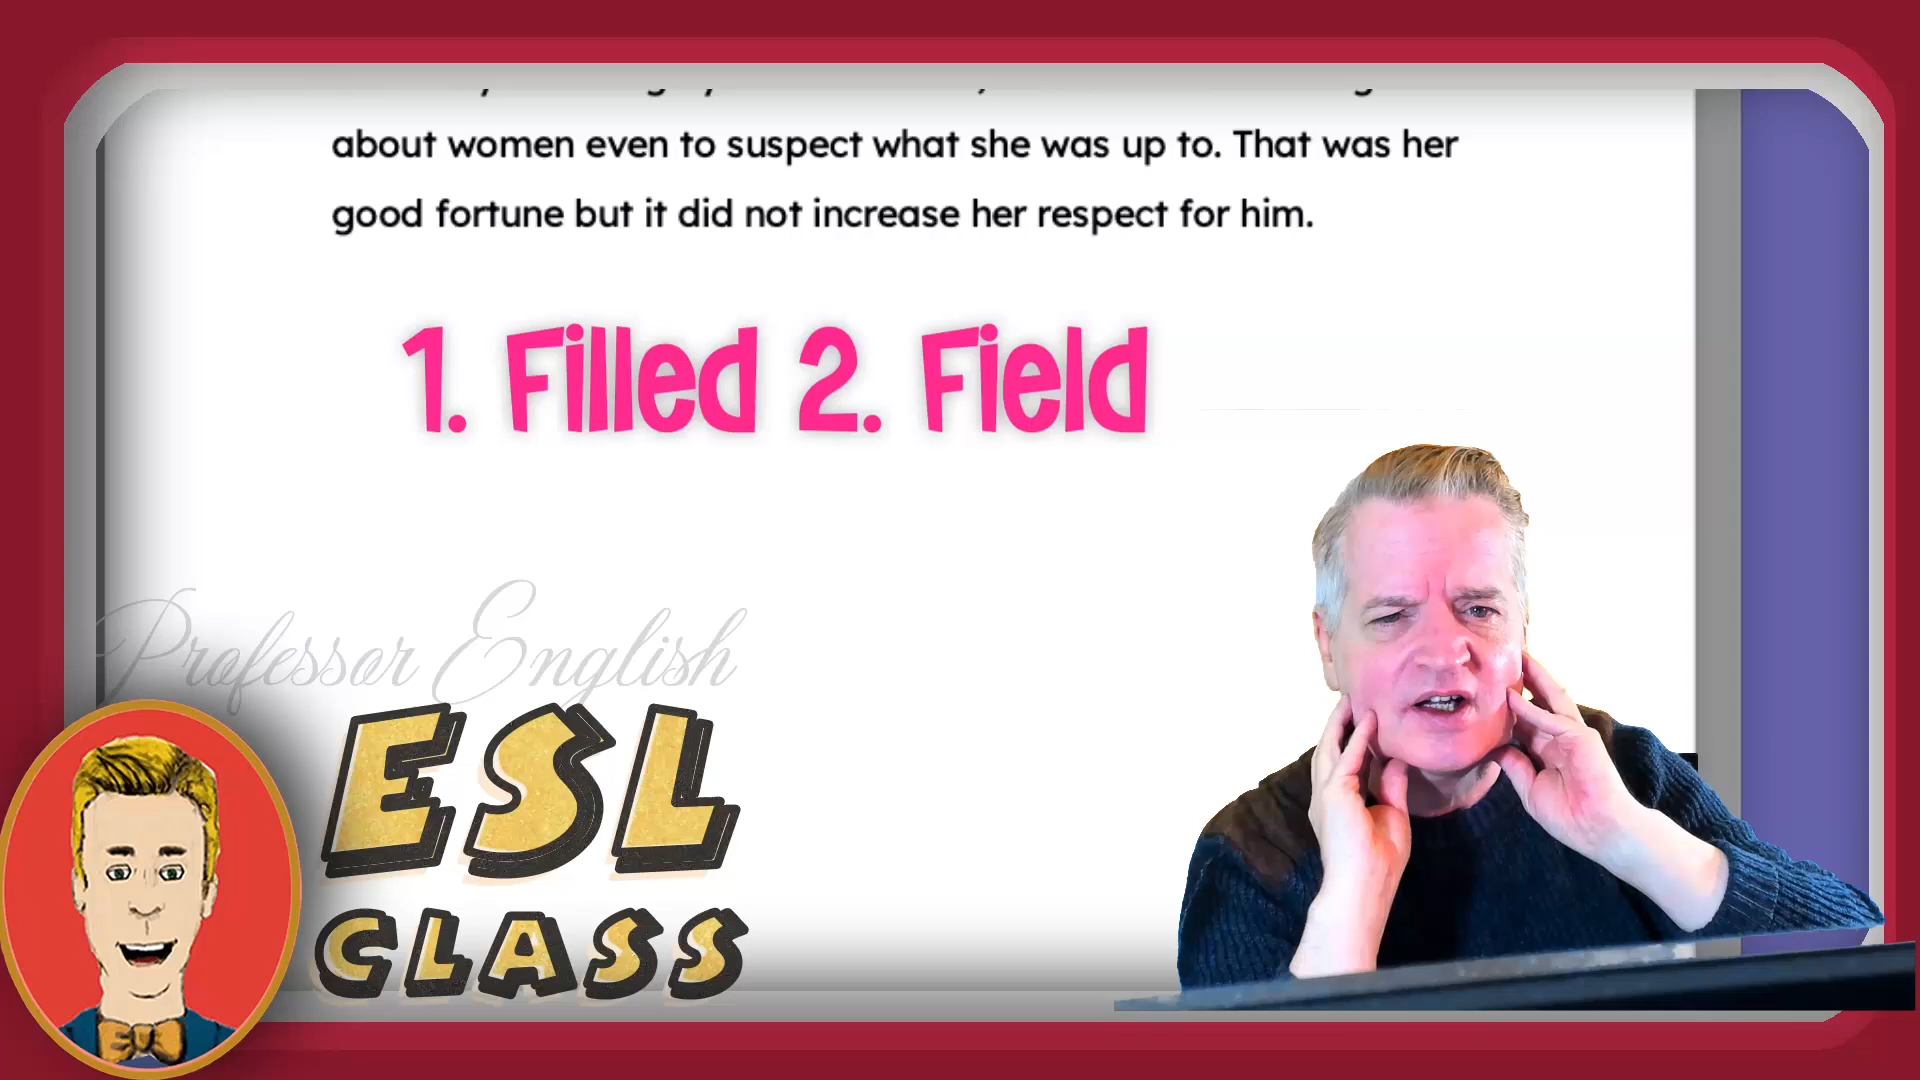 about women even to suspect what she was up to. That was her
good fortune but it did not increase her respect for him.
1. Filled 2. Field
Professor English
ESL
CLASS